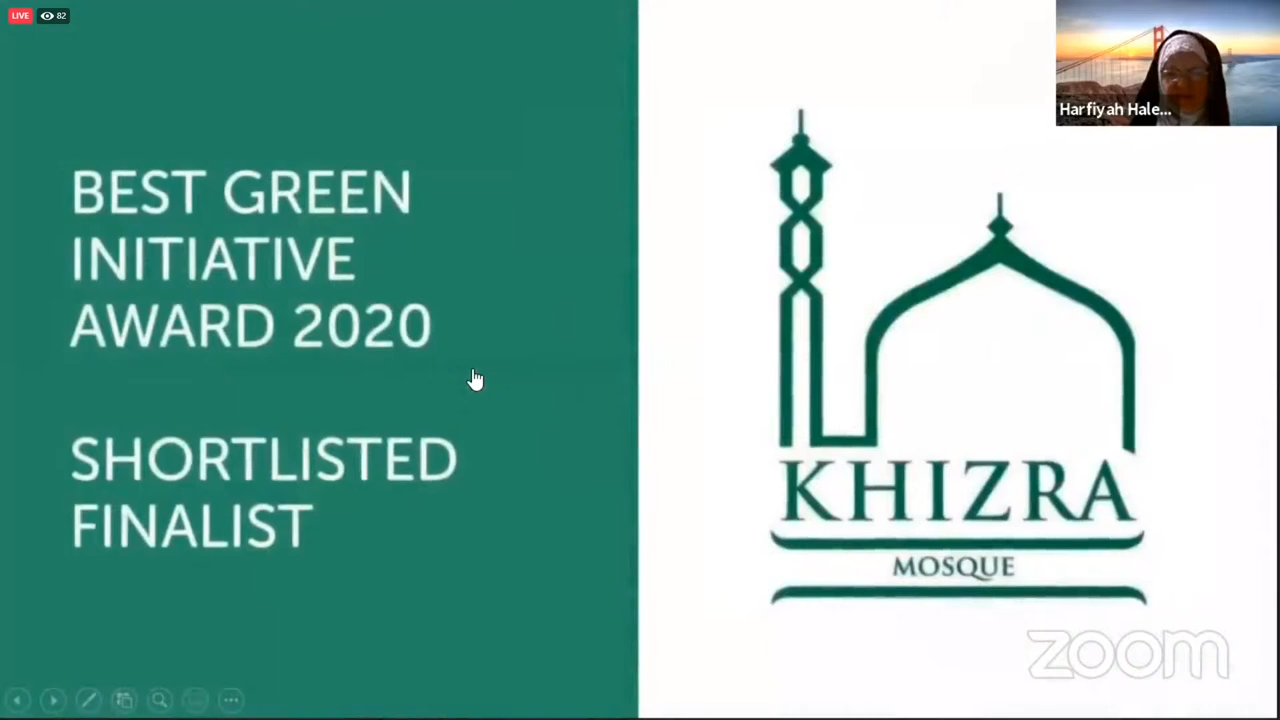 LIVE 82
Harfiyah Hale...
BEST GREEN
INITIATIVE
AWARD 2020
SHORTLISTED
FINALIST
KHIZRA
MOSQUE
zoom